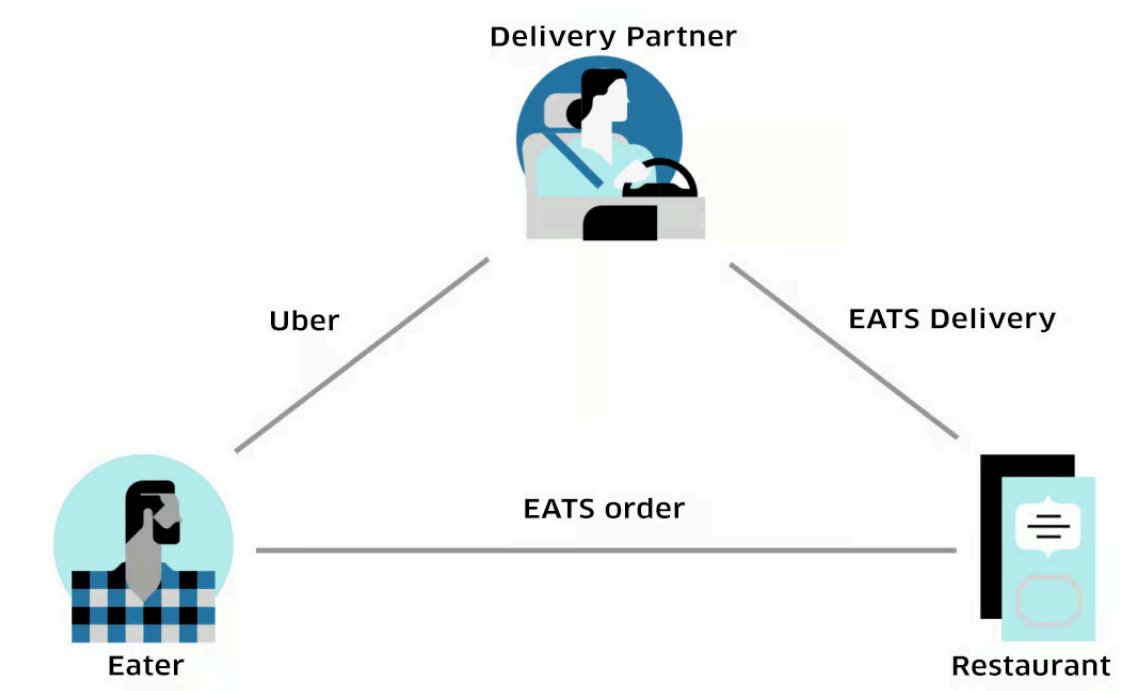 Delivery Partner
Uber
EATS Delivery
EATS order
Eater
Restaurant